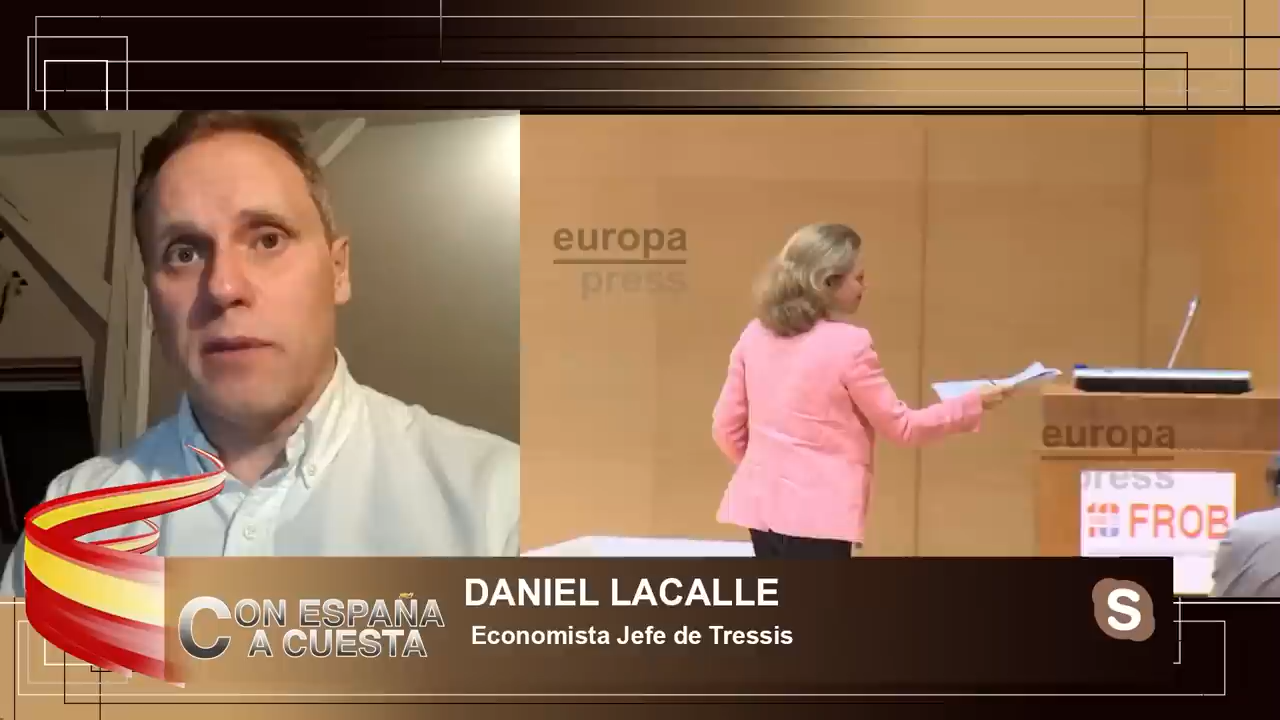 europa
press
europa
press
FROB
CON ESPAÑA
A CUESTA
DANIEL LACALLE
Economista Jefe de Tressis
S